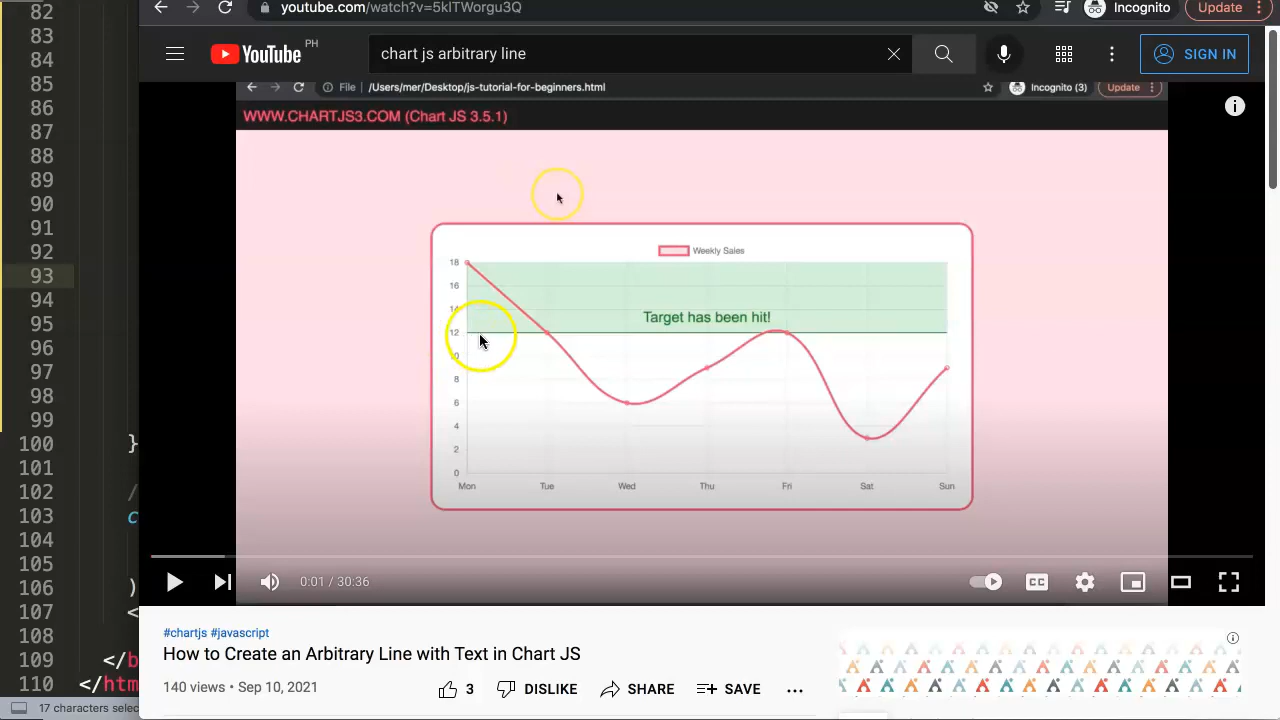 82
83
84
85
86
87
88
89
90
91
92
93
94
95
96
97
98
99
100 }
101
102 /
103 c
104
105
106 )
107 <
108
109 </b
110 </htm
17 characters selec
youtube.com/watch?v=5kITWorgu3Q
Incognito
Update
YouTube PH
chart js arbitrary line
SIGN IN
File | /Users/mer/Desktop/js-tutorial-for-beginners.html
Incognito (3)
Update
WWW.CHARTJS3.COM (Chart JS 3.5.1)
Weekly Sales
18
16
14
Target has been hit!
12
8
6
4
2
0
Mon Tue Wed Thu Fri Sat Sun
0:01 / 30:36
CC
#chartjs #javascript
How to Create an Arbitrary Line with Text in Chart JS
140 views • Sep 10, 2021
3 DISLIKE SHARE SAVE